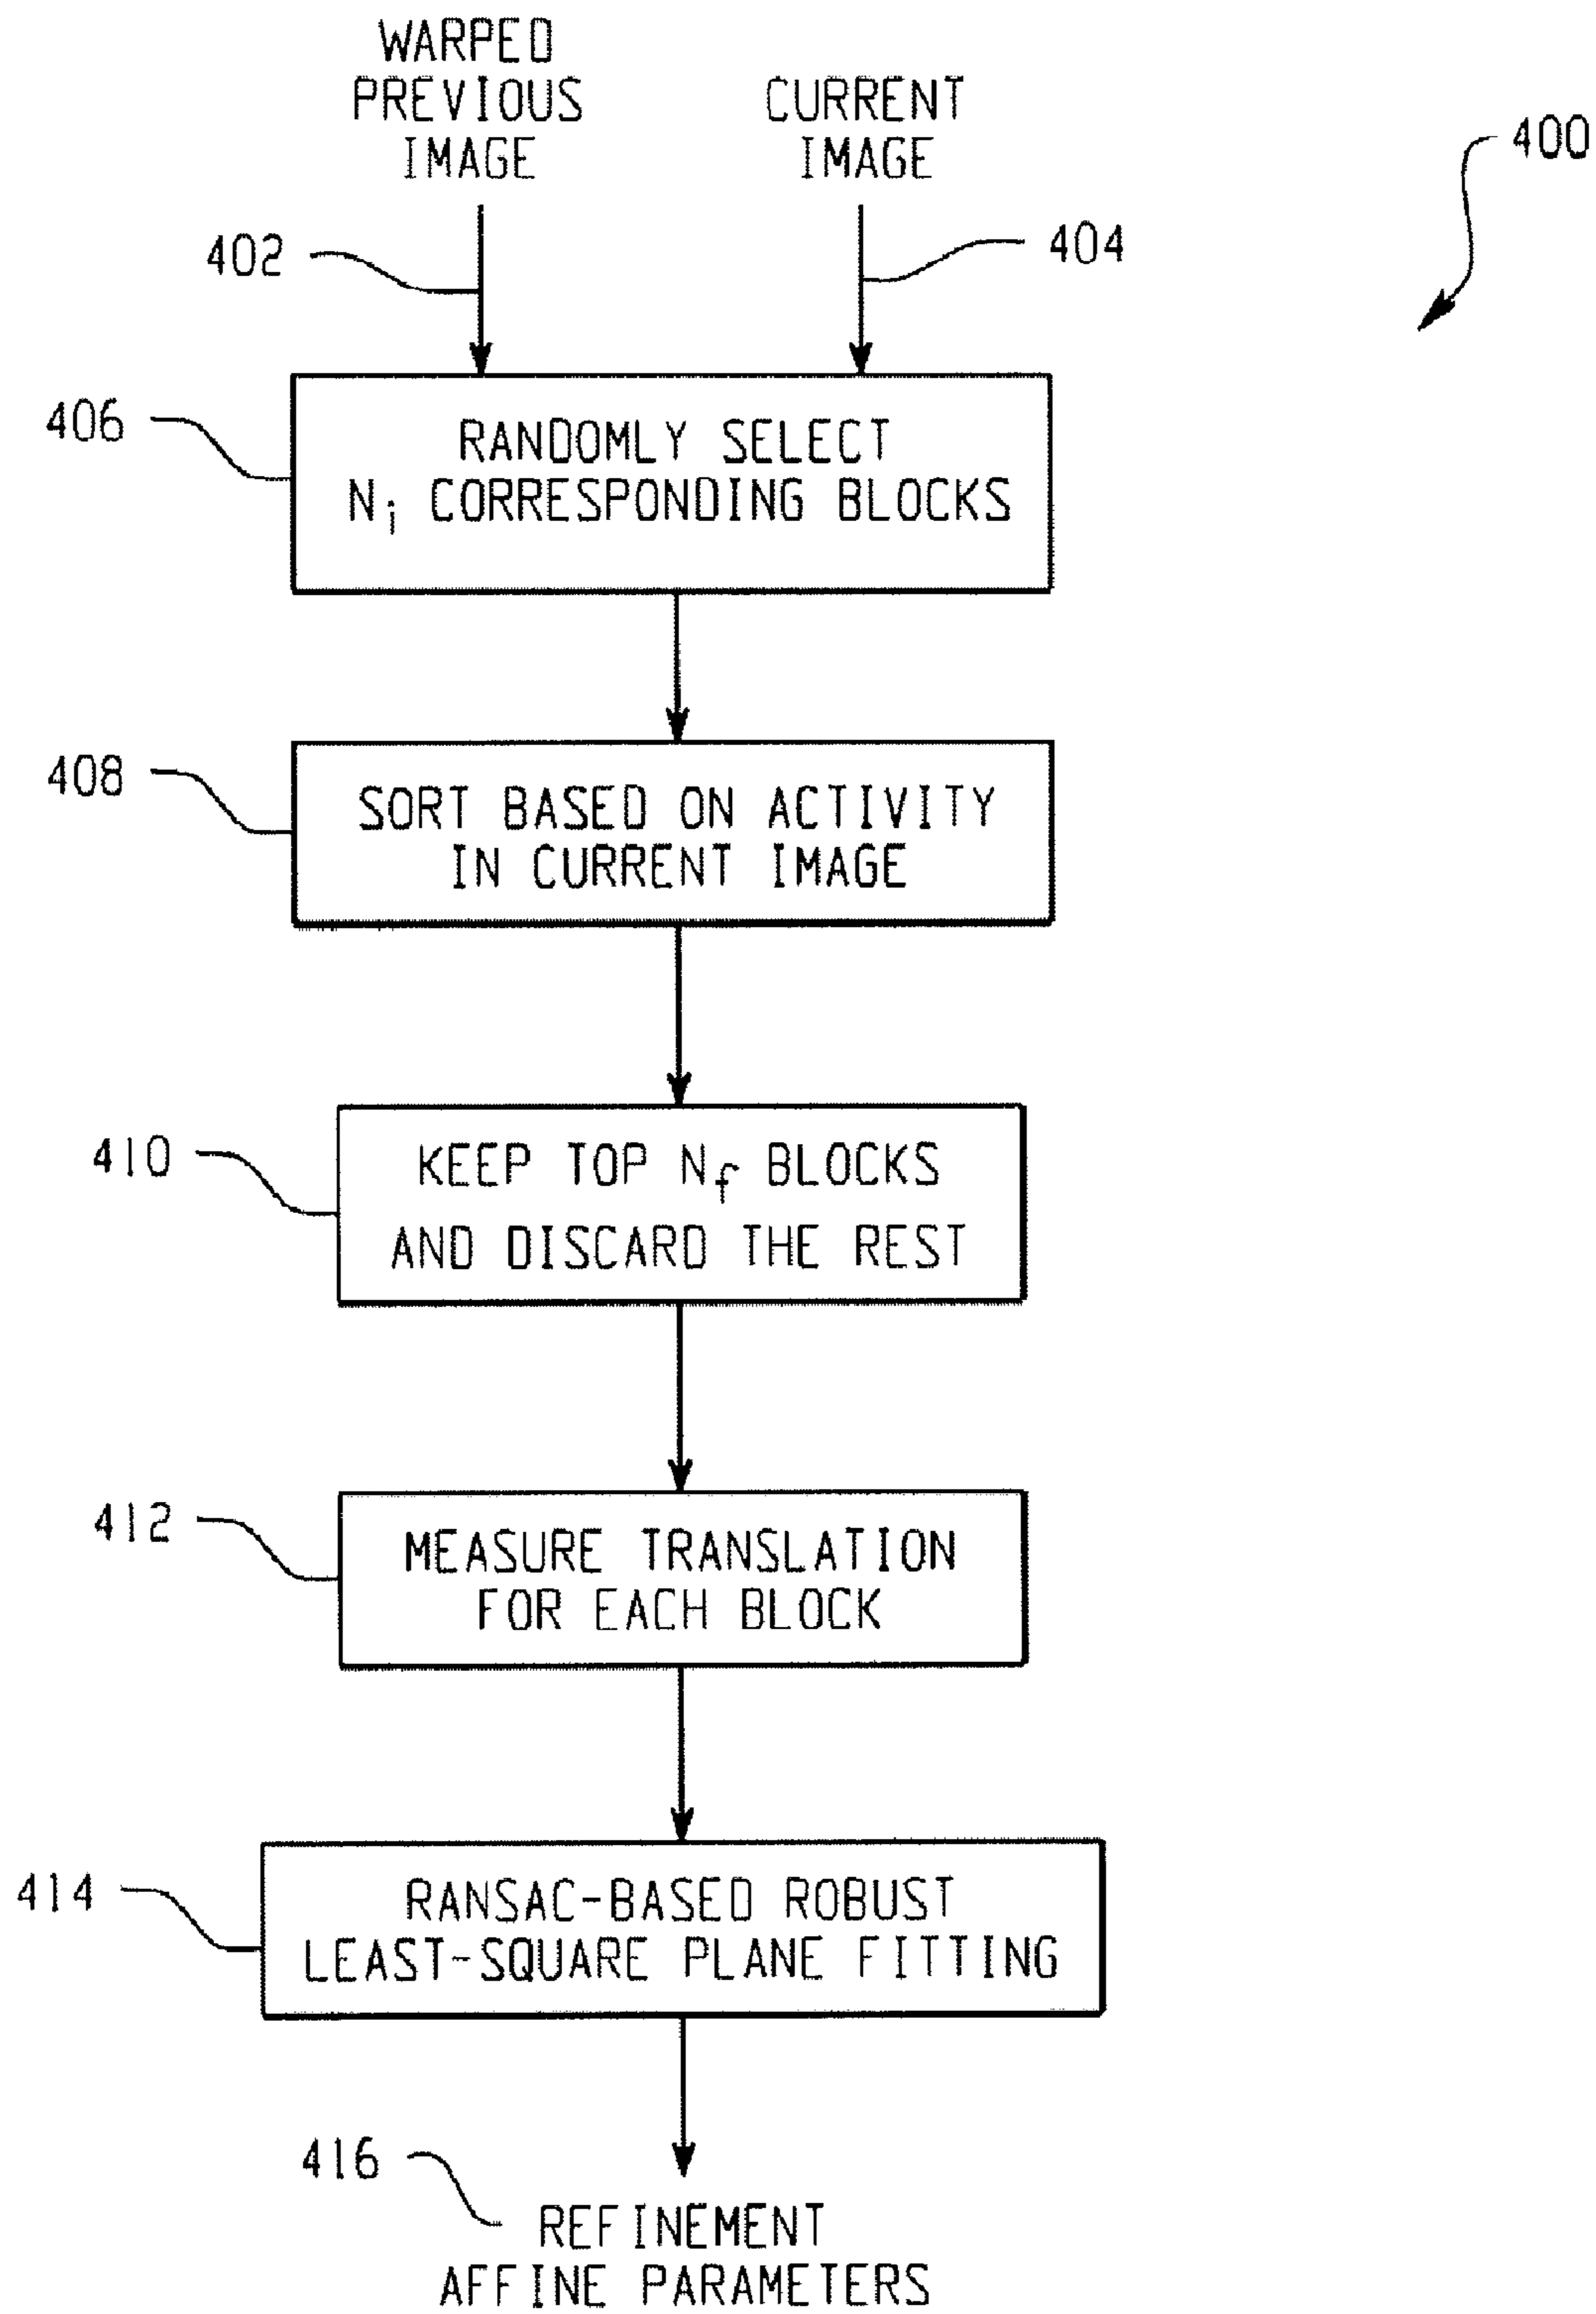 WARPED
PREVIOUS
IMAGE
CURRENT
IMAGE
400
402
404
406
RANDOMLY SELECT
Ni CORRESPONDING BLOCKS
408
SORT BASED ON ACTIVITY
IN CURRENT IMAGE
410
KEEP TOP Nf BLOCKS
AND DISCARD THE REST
412
MEASURE TRANSLATION
FOR EACH BLOCK
414
RANSAC-BASED ROBUST
LEAST-SQUARE PLANE FITTING
416
REFINEMENT
AFFINE PARAMETERS